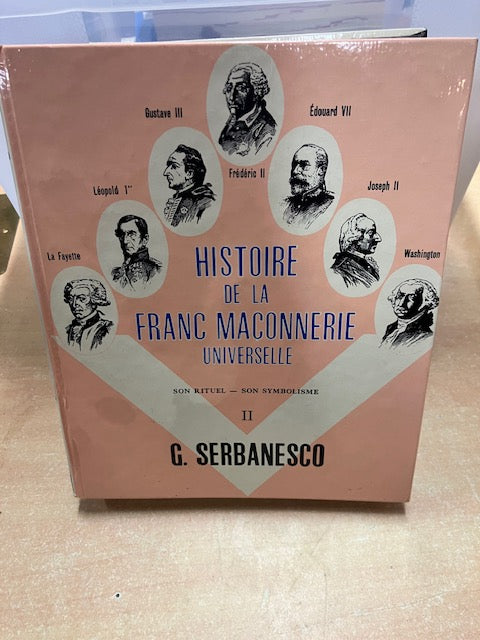 Gustave III
Édouard VII
Frédéric II
Léopold 1er
Joseph II
La Fayette
Washington
HISTOIRE
DE LA
FRANC MACONNERIE
UNIVERSELLE
SON RITUEL — SON SYMBOLISME
II
G. SERBANESCO